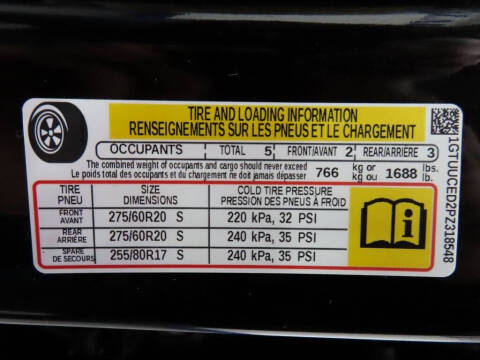 TIRE AND LOADING INFORMATION
RENSEIGNEMENTS SUR LES PNEUS ET LE CHARGEMENT
OCCUPANTS TOTAL 5 FRONT/AVANT 2 REAR/ARRIÈRE 3
The combined weight of occupants and cargo should never exceed
Le poids total des occupants et du chargement ne doit jamais dépasser
766 kg or kg ou 1688 lbs. lb.
TIRE PNEU SIZE DIMENSIONS COLD TIRE PRESSURE PRESSION DES PNEUS À FROID
FRONT AVANT 275/60R20 S 220 kPa, 32 PSI
REAR ARRIÈRE 275/60R20 S 240 kPa, 35 PSI
SPARE DE SECOURS 255/80R17 S 240 kPa, 35 PSI
1GTUUCED2PZ318548